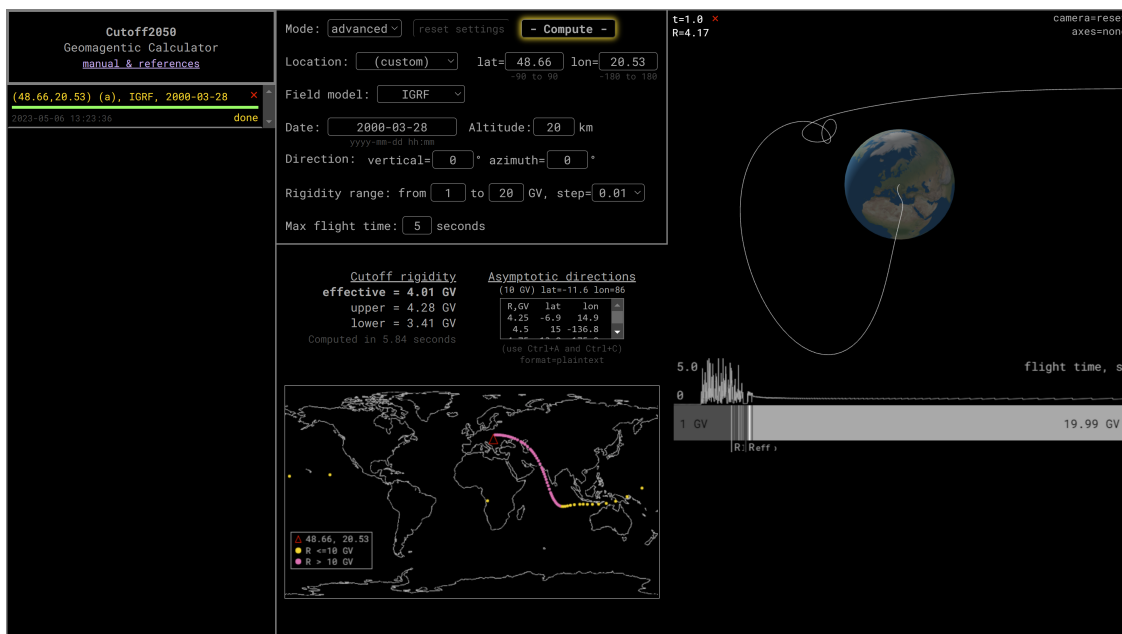 Cutoff2050
Geomagentic Calculator
manual & references
(48.66,20.53) (a), IGRF, 2000-03-28 ×
2023-05-06 13:23:36 done
Mode: advanced reset settings - Compute -
Location: (custom) lat= 48.66 lon= 20.53
-90 to 90 -180 to 180
Field model: IGRF
Date: 2000-03-28 Altitude: 20 km
yyyy-mm-dd hh:mm
Direction: vertical= 0 ° azimuth= 0 °
Rigidity range: from 1 to 20 GV, step= 0.01
Max flight time: 5 seconds
Cutoff rigidity
effective = 4.01 GV
upper = 4.28 GV
lower = 3.41 GV
Computed in 5.84 seconds
Asymptotic directions
(10 GV) lat=-11.6 lon=86
R,GV lat lon
4.25 -6.9 14.9
4.5 15 -136.8
(use Ctrl+A and Ctrl+C)
format=plaintext
48.66, 20.53
R <=10 GV
R > 10 GV
t=1.0 ×
R=4.17
camera=rese
axes=none
5.0 flight time, s
0
1 GV 19.99 GV
R: Reff